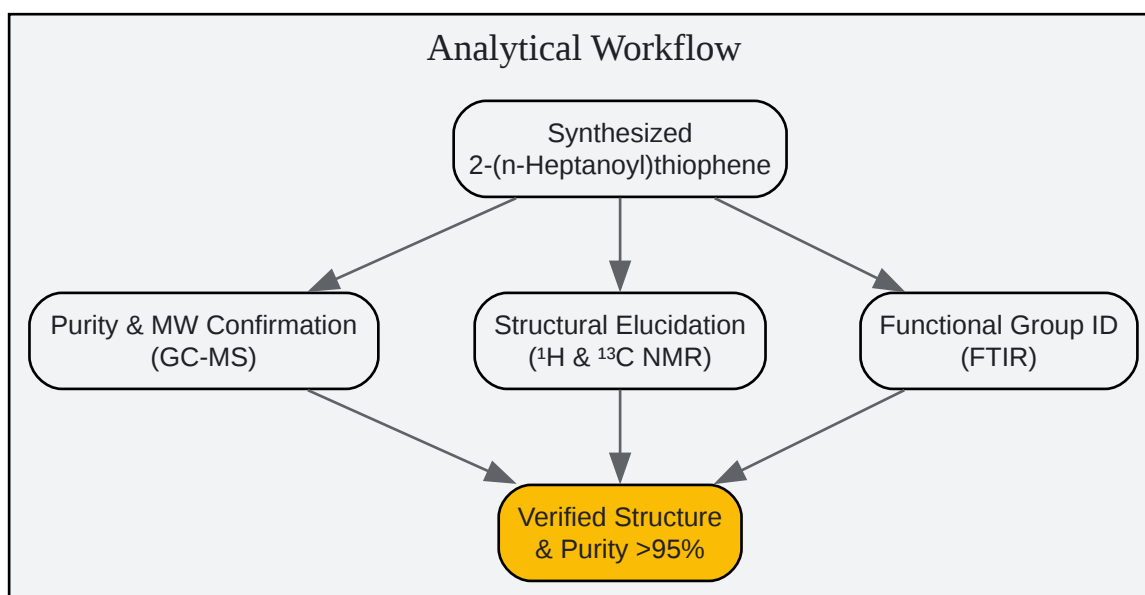 Analytical Workflow
Synthesized
2-(n-Heptanoyl)thiophene
Purity & MW Confirmation
(GC-MS)
Structural Elucidation
(¹H & ¹³C NMR)
Functional Group ID
(FTIR)
Verified Structure
& Purity >95%